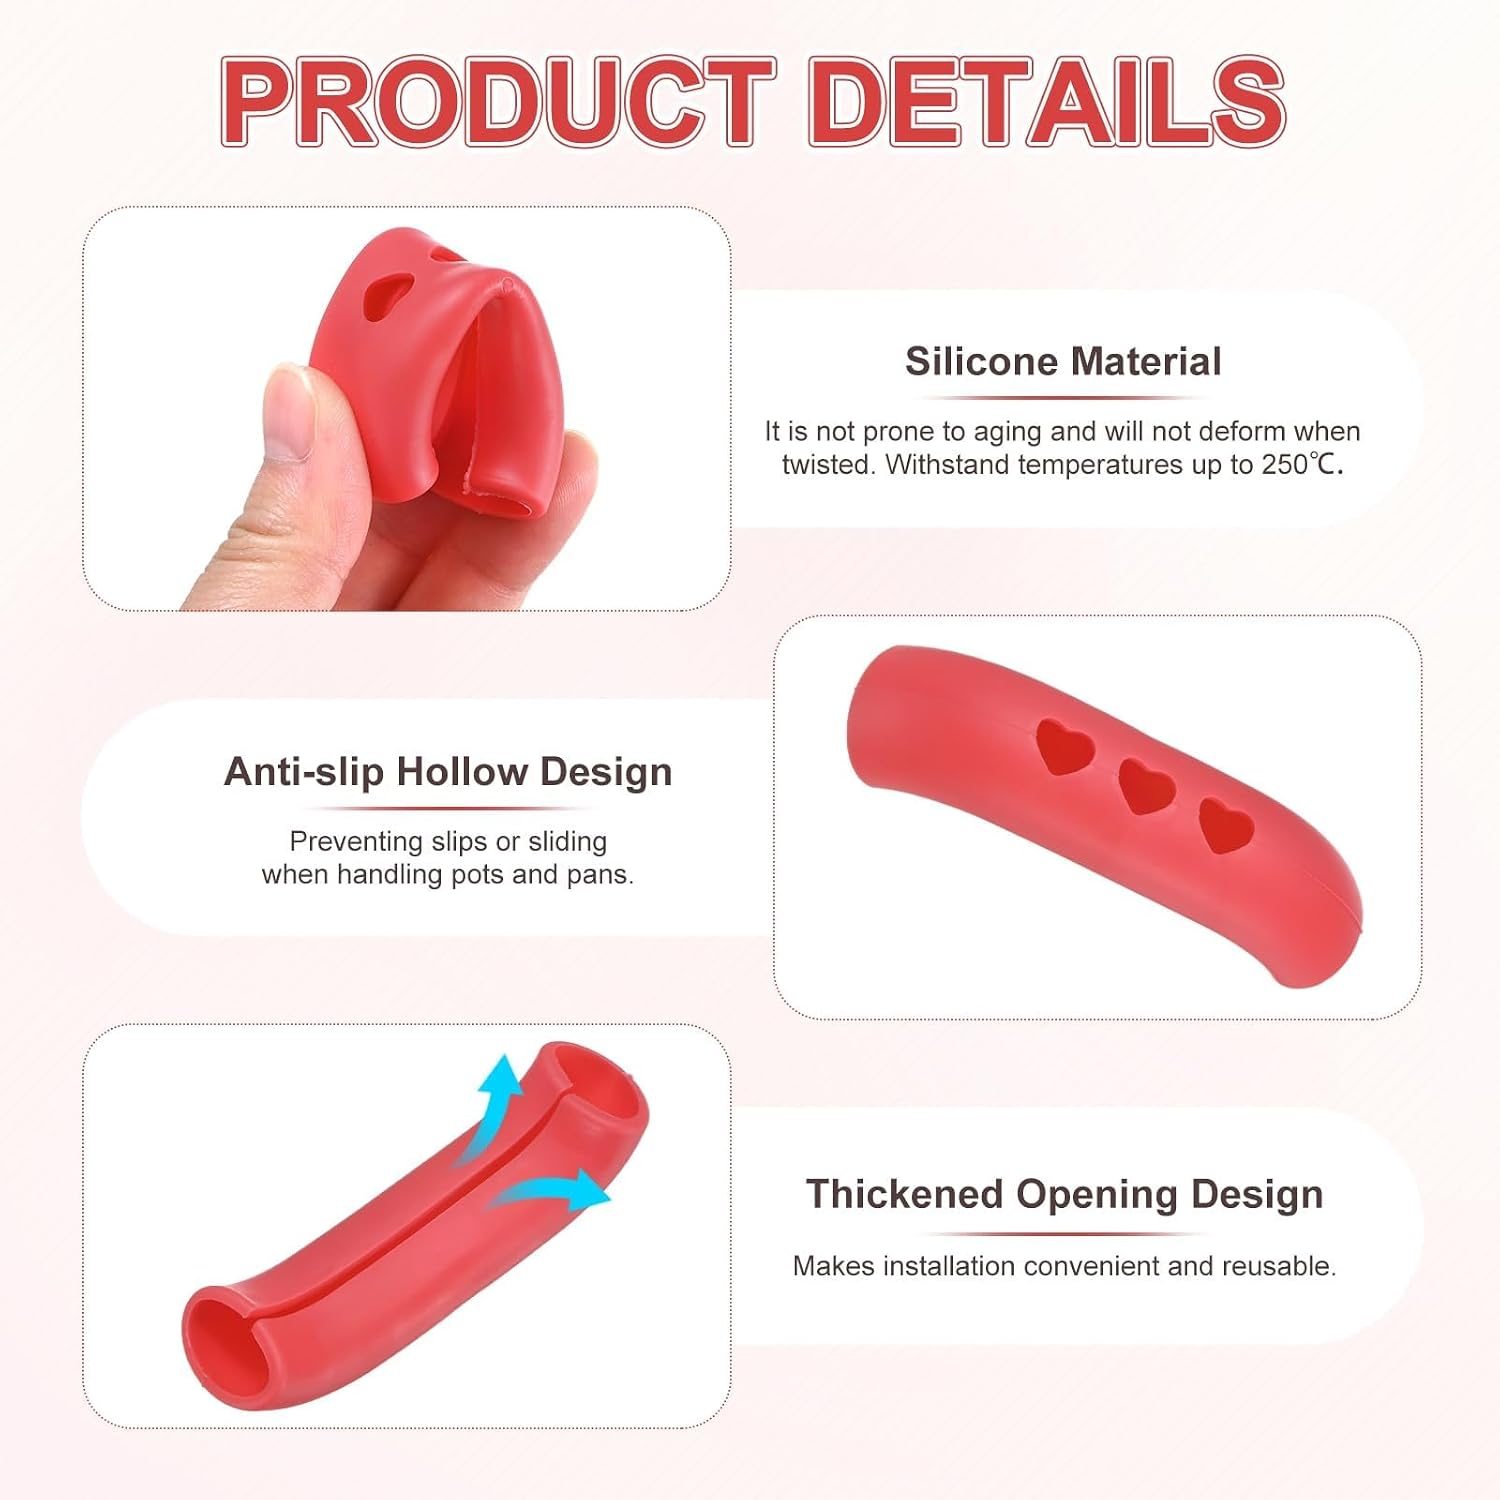 PRODUCT DETAILS
Silicone Material
It is not prone to aging and will not deform when
twisted. Withstand temperatures up to 250℃.
Anti-slip Hollow Design
Preventing slips or sliding
when handling pots and pans.
Thickened Opening Design
Makes installation convenient and reusable.